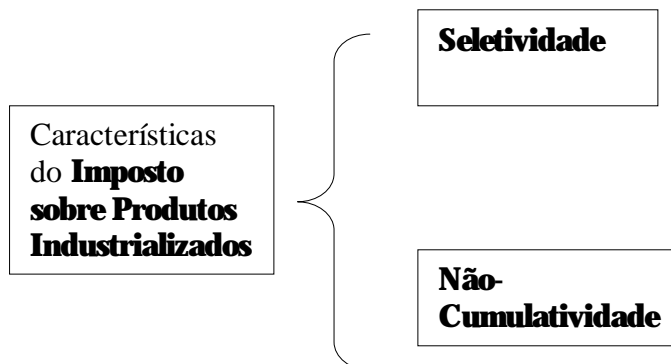 Características
do Imposto
sobre Produtos
Industrializados
Seletividade
Não-
Cumulatividade